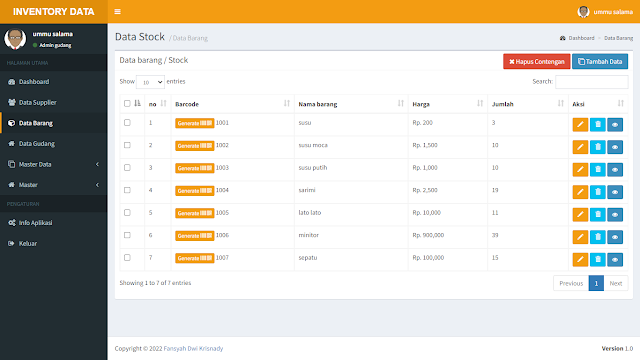 INVENTORY DATA
ummu salama
ummu salama
Admin gudang
HALAMAN UTAMA
Dashboard
Data Supplier
Data Barang
Data Gudang
Master Data
Master
PENGATURAN
Info Aplikasi
Keluar
Data Stock / Data Barang
Dashboard > Data Barang
Data barang / Stock
Hapus Contengan
Tambah Data
Show 10 entries
Search:
no Barcode Nama barang Harga Jumlah Aksi
1 Generate 1001 susu Rp. 200 3
2 Generate 1002 susu moca Rp. 1,500 10
3 Generate 1003 susu putih Rp. 1,000 10
4 Generate 1004 sarimi Rp. 2,500 19
5 Generate 1005 lato lato Rp. 10,000 11
6 Generate 1006 minitor Rp. 900,000 39
7 Generate 1007 sepatu Rp. 100,000 15
Showing 1 to 7 of 7 entries
Previous 1 Next
Copyright © 2022 Fansyah Dwi Krisnady
Version 1.0